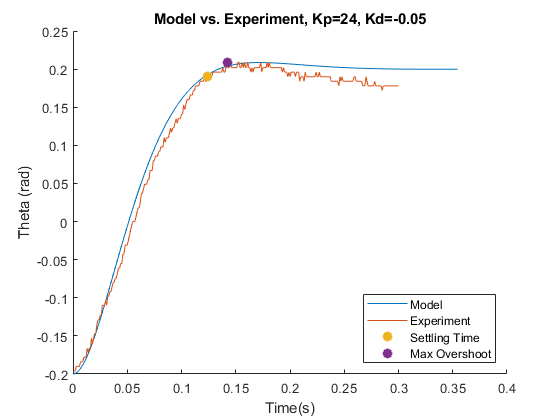 Model vs. Experiment, Kp=24, Kd=-0.05
0.25
0.2
0.15
0.1
0.05
0
-0.05
-0.1
-0.15
-0.2
Theta (rad)
0 0.05 0.1 0.15 0.2 0.25 0.3 0.35 0.4
Time(s)
Model
Experiment
Settling Time
Max Overshoot